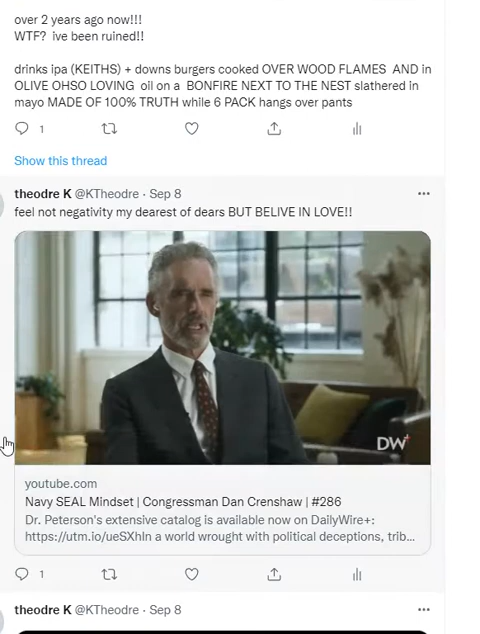 over 2 years ago now!!!
WTF? ive been ruined!!
drinks ipa (KEITHS) + downs burgers cooked OVER WOOD FLAMES AND in
OLIVE OHSO LOVING oil on a BONFIRE NEXT TO THE NEST slathered in
mayo MADE OF 100% TRUTH while 6 PACK hangs over pants
1
Show this thread
theodre K @KTheodre · Sep 8
feel not negativity my dearest of dears BUT BELIVE IN LOVE!!
DW+
youtube.com
Navy SEAL Mindset | Congressman Dan Crenshaw | #286
Dr. Peterson's extensive catalog is available now on DailyWire+:
https://utm.io/ueSXhIn a world wrought with political deceptions, trib...
1
theodre K @KTheodre · Sep 8